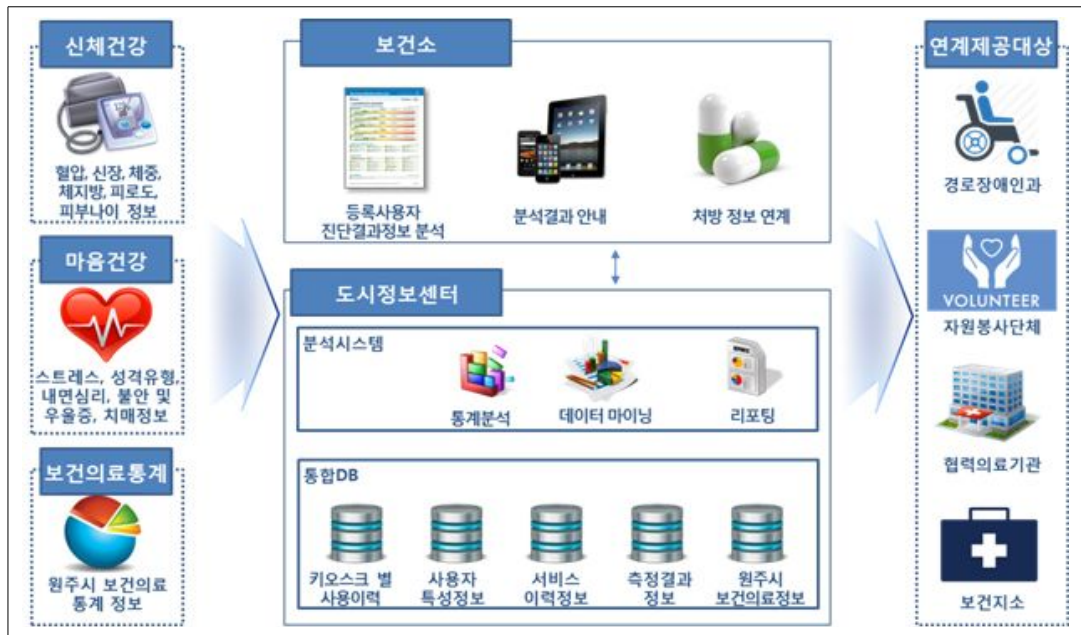 신체건강
혈압, 신장, 체중,
체지방, 피로도,
피부나이 정보
마음건강
스트레스, 성격유형,
내면심리, 불안 및
우울증, 치매정보
보건의료통계
원주시 보건의료
통계 정보
보건소
등록사용자
진단결과정보 분석
분석결과 안내
처방 정보 연계
도시정보센터
분석시스템
통계분석
데이터 마이닝
리포팅
통합DB
키오스크 별
사용이력
사용자
특성정보
서비스
이력정보
측정결과
정보
원주시
보건의료정보
연계제공대상
경로장애인과
VOLUNTEER
자원봉사단체
협력의료기관
보건지소